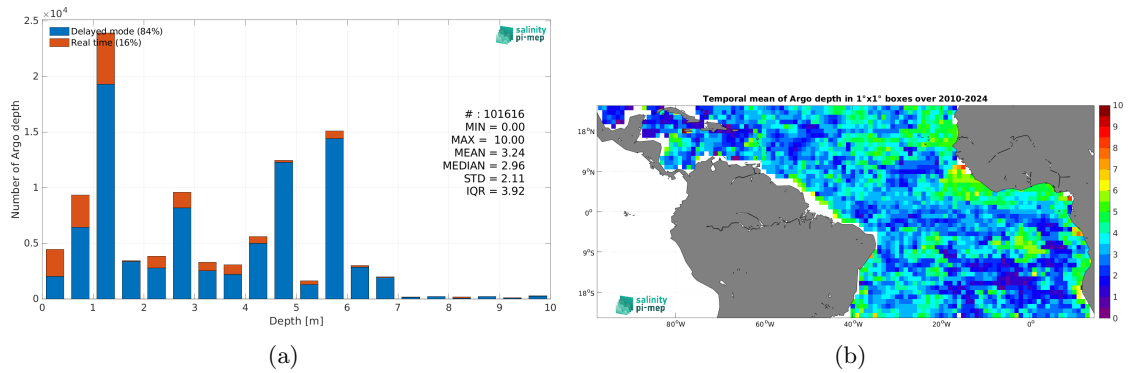 2.5
×10⁴
2
1.5
1
0.5
0
Number of Argo depth
Delayed mode (84%)
Real time (16%)
salinity
pi-mep
# : 101616
MIN = 0.00
MAX = 10.00
MEAN = 3.24
MEDIAN = 2.96
STD = 2.11
IQR = 3.92
0 1 2 3 4 5 6 7 8 9 10
Depth [m]
(a)
Temporal mean of Argo depth in 1°x1° boxes over 2010-2024
18°N
9°N
0°
9°S
18°S
80°W 60°W 40°W 20°W 0°
salinity
pi-mep
10
9
8
7
6
5
4
3
2
1
0
(b)